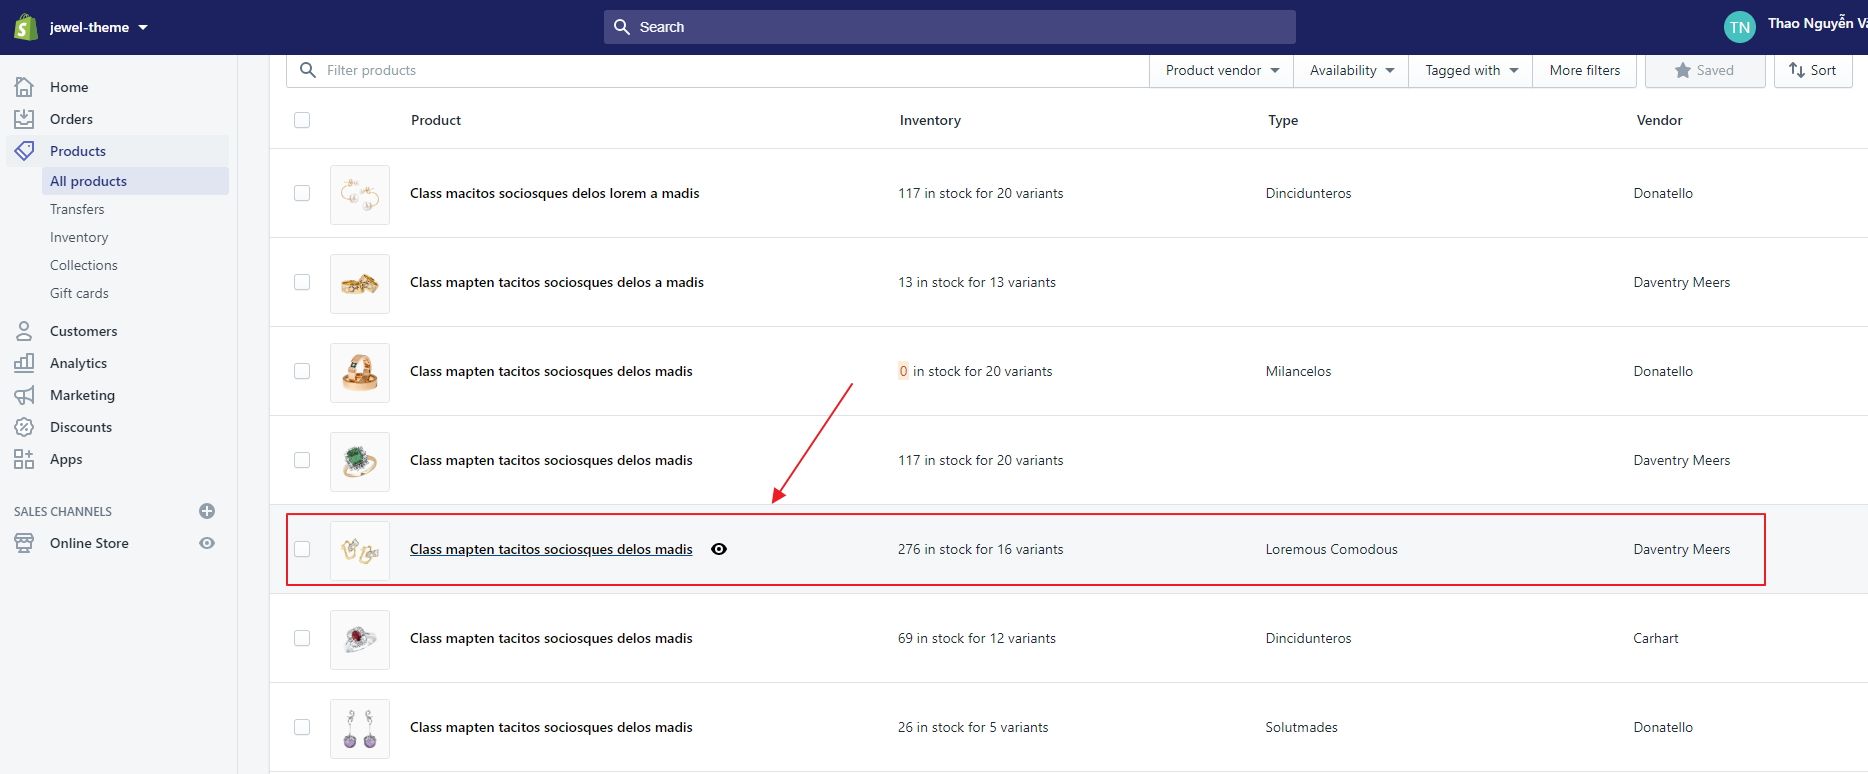 jewel-theme
Search
TN
Thao Nguyễn
Home
Orders
Products
All products
Transfers
Inventory
Collections
Gift cards
Customers
Analytics
Marketing
Discounts
Apps
SALES CHANNELS
Online Store
Filter products
Product vendor
Availability
Tagged with
More filters
Saved
Sort
Product Inventory Type Vendor
Class macitos sociosques delos lorem a madis 117 in stock for 20 variants Dincidunteros Donatello
Class mapten tacitos sociosques delos a madis 13 in stock for 13 variants Daventry Meers
Class mapten tacitos sociosques delos madis 0 in stock for 20 variants Milancelos Donatello
Class mapten tacitos sociosques delos madis 117 in stock for 20 variants Daventry Meers
Class mapten tacitos sociosques delos madis 276 in stock for 16 variants Loremous Comodous Daventry Meers
Class mapten tacitos sociosques delos madis 69 in stock for 12 variants Dincidunteros Carhart
Class mapten tacitos sociosques delos madis 26 in stock for 5 variants Solutmades Donatello